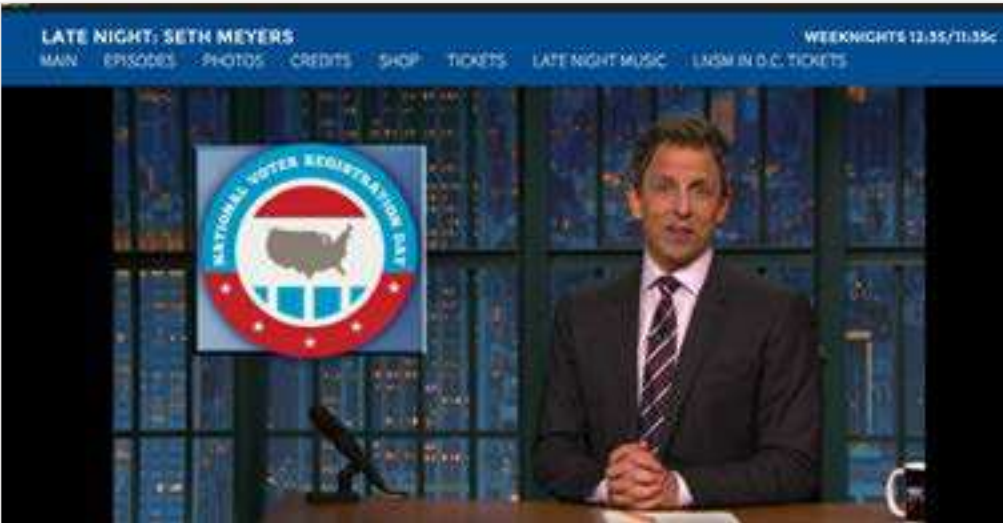 LATE NIGHT: SETH MEYERS
WEEKNIGHTS 12:35/11:35c
MAIN EPISODES PHOTOS CREDITS SHOP TICKETS LATE NIGHT MUSIC LNSM IN D.C. TICKETS
NATIONAL VOTER REGISTRATION DAY